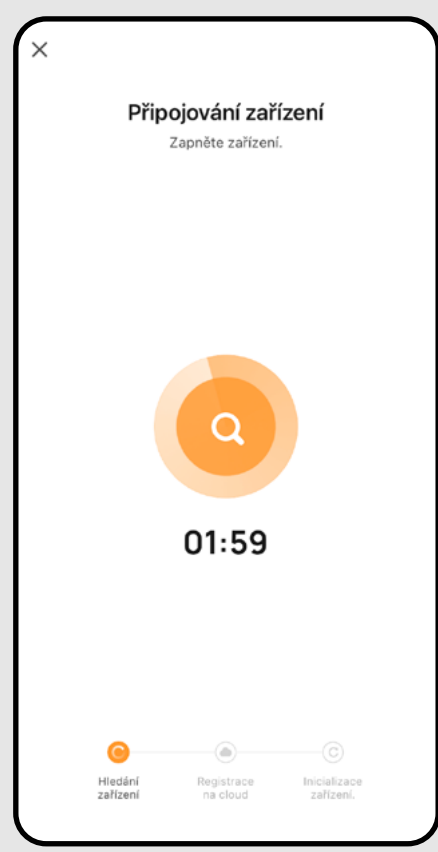 Připojování zařízení
Zapněte zařízení.
01:59
Hledání
zařízení
Registrace
na cloud
Inicializace
zařízení.